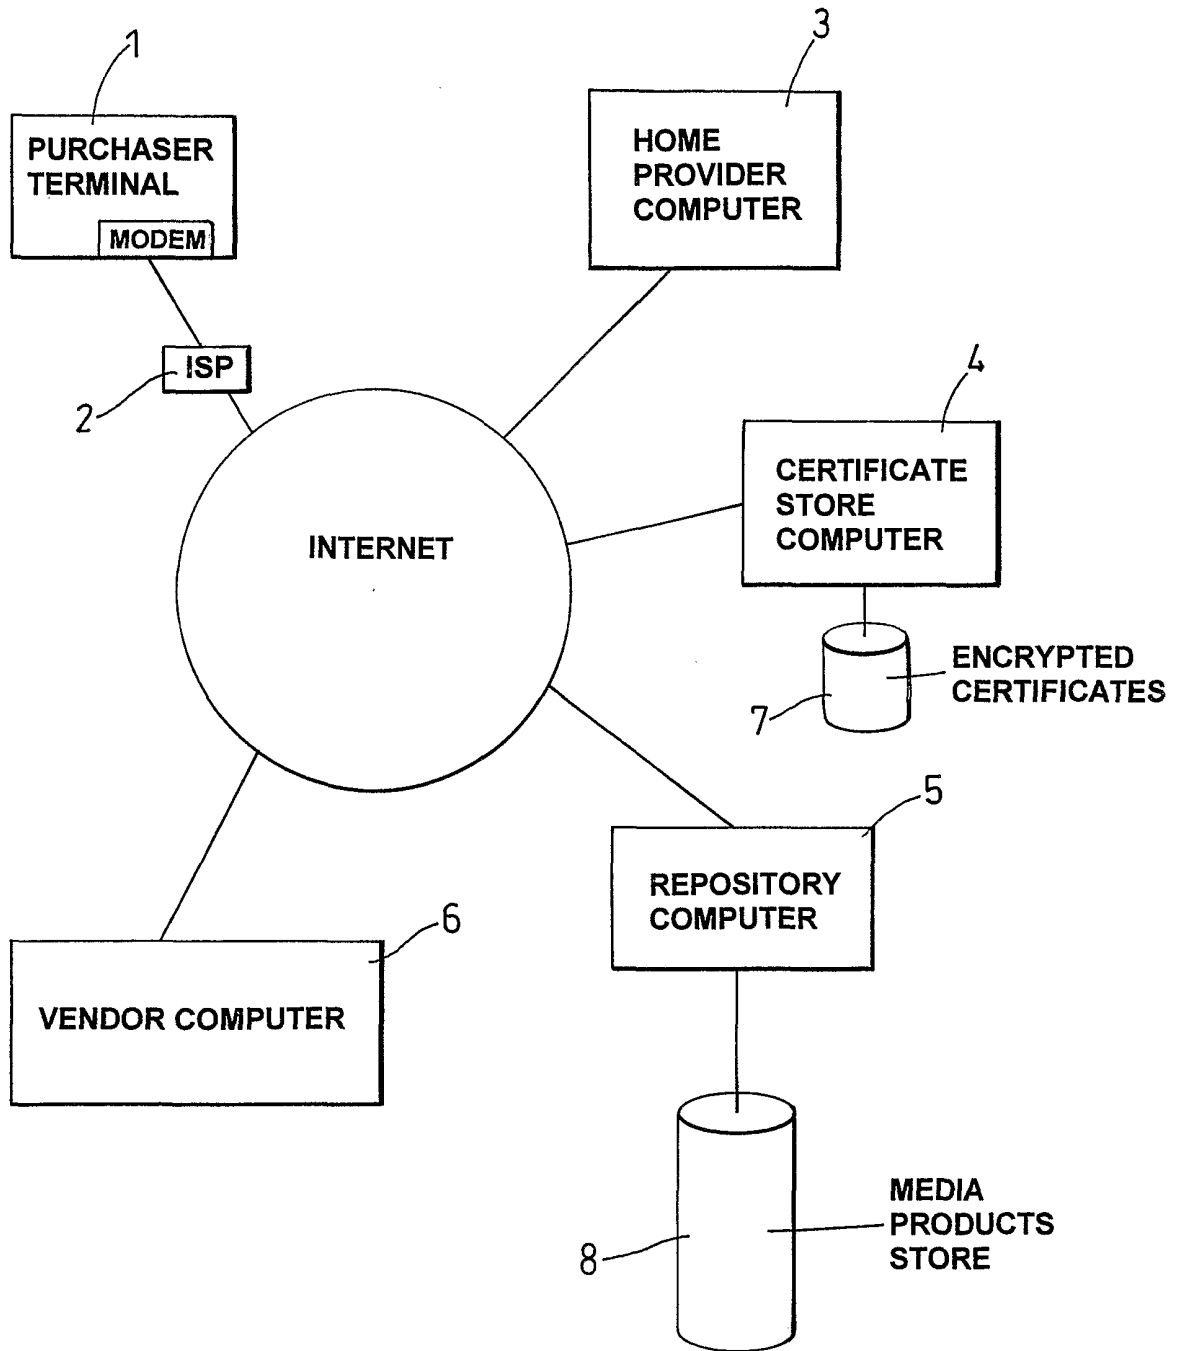 1
PURCHASER
TERMINAL
MODEM
3
HOME
PROVIDER
COMPUTER
ISP
2
4
CERTIFICATE
STORE
COMPUTER
INTERNET
ENCRYPTED
CERTIFICATES
7
5
REPOSITORY
COMPUTER
6
VENDOR COMPUTER
MEDIA
PRODUCTS
STORE
8